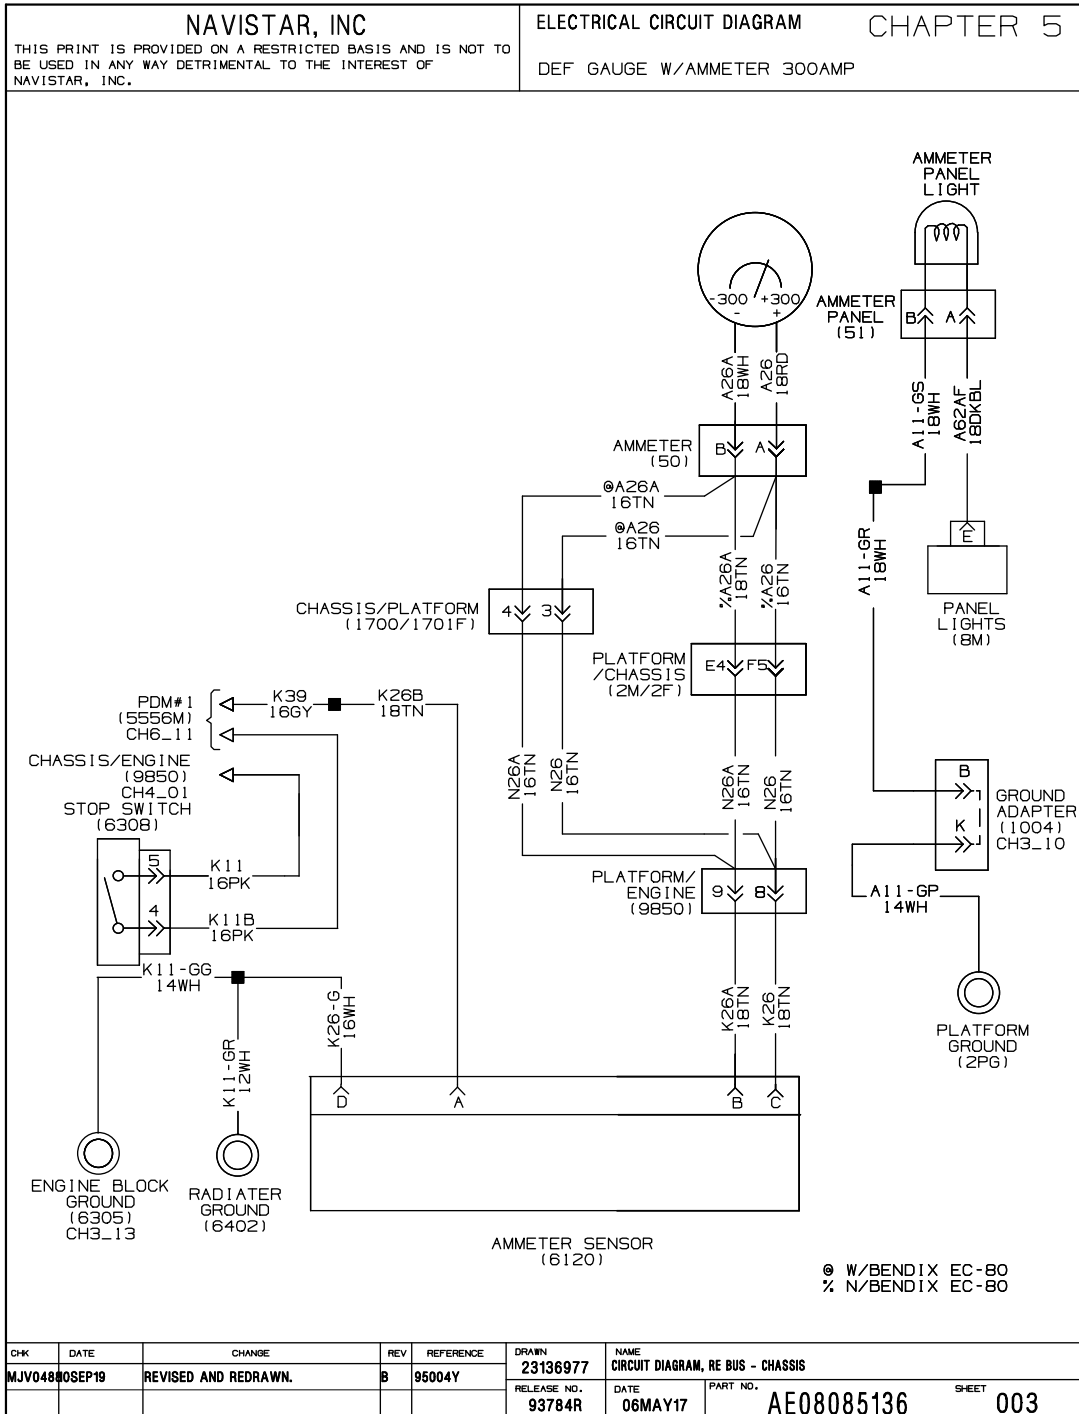 NAVISTAR, INC
THIS PRINT IS PROVIDED ON A RESTRICTED BASIS AND IS NOT TO
BE USED IN ANY WAY DETRIMENTAL TO THE INTEREST OF
NAVISTAR, INC.
ELECTRICAL CIRCUIT DIAGRAM
CHAPTER 5
DEF GAUGE W/AMMETER 300AMP
AMMETER
PANEL
LIGHT
-300 +300
- +
AMMETER
PANEL
(51)
B A
A26A
18WH
A26
18RD
A11-GS
18WH
A62AF
18DKBL
AMMETER
(50)
B A
@A26A
16TN
@A26
16TN
%A26A
18TN
%A26
16TN
A11-GR
18WH
E
PANEL
LIGHTS
(8M)
CHASSIS/PLATFORM
(1700/1701F)
4 3
PLATFORM
/CHASSIS
(2M/2F)
E4 F5
PDM#1
(5556M)
CH6_11
K39
16GY
K26B
18TN
CHASSIS/ENGINE
(9850)
CH4_01
STOP SWITCH
(6308)
N26A
16TN
N26
16TN
N26A
16TN
N26
16TN
B
K
GROUND
ADAPTER
(1004)
CH3_10
5
K11
16PK
4
K11B
16PK
PLATFORM/
ENGINE
(9850)
9 8
A11-GP
14WH
K11-GG
14WH
K26-G
16WH
K26A
18TN
K26
18TN
K11-GR
12WH
PLATFORM
GROUND
(2PG)
D A B C
ENGINE BLOCK
GROUND
(6305)
CH3_13
RADIATER
GROUND
(6402)
AMMETER SENSOR
(6120)
@ W/BENDIX EC-80
% N/BENDIX EC-80
CHK DATE CHANGE REV REFERENCE
REVISED AND REDRAWN. B 95004Y
DRAWN
23136977
NAME
CIRCUIT DIAGRAM, RE BUS - CHASSIS
RELEASE NO.
93784R
DATE
06MAY17
PART NO.
AE08085136
SHEET
003